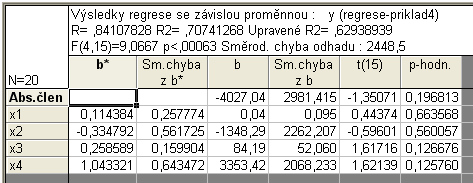 Výsledky regrese se závislou proměnnou : y (regrese-priklad4)
R= ,84107828 R2= ,70741268 Upravené R2= ,62938939
F(4,15)=9,0667 p<,00063 Směrod. chyba odhadu : 2448,5
N=20 b* Sm.chyba z b* b Sm.chyba z b t(15) p-hodn.
Abs.člen -4027,04 2981,415 -1,35071 0,196813
x1 0,114384 0,257774 0,04 0,095 0,44374 0,663568
x2 -0,334792 0,561725 -1348,29 2262,207 -0,59601 0,560057
x3 0,258589 0,159904 84,19 52,060 1,61716 0,126676
x4 1,043321 0,643472 3353,42 2068,233 1,62139 0,125760